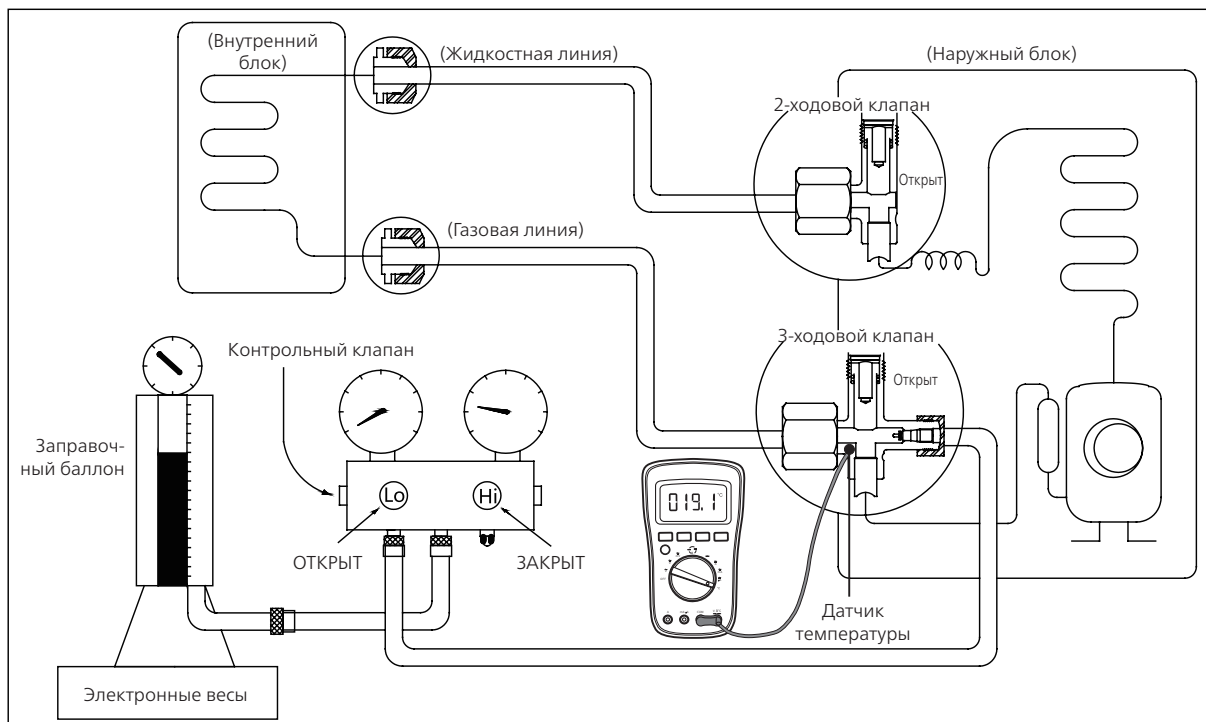 (Внутренний
блок)
(Жидкостная линия)
(Наружный блок)
2-ходовой клапан
Открыт
(Газовая линия)
3-ходовой клапан
Открыт
Контрольный клапан
Заправоч-
ный баллон
Lo
Hi
ОТКРЫТ
ЗАКРЫТ
019.1 °C
Датчик
температуры
Электронные весы